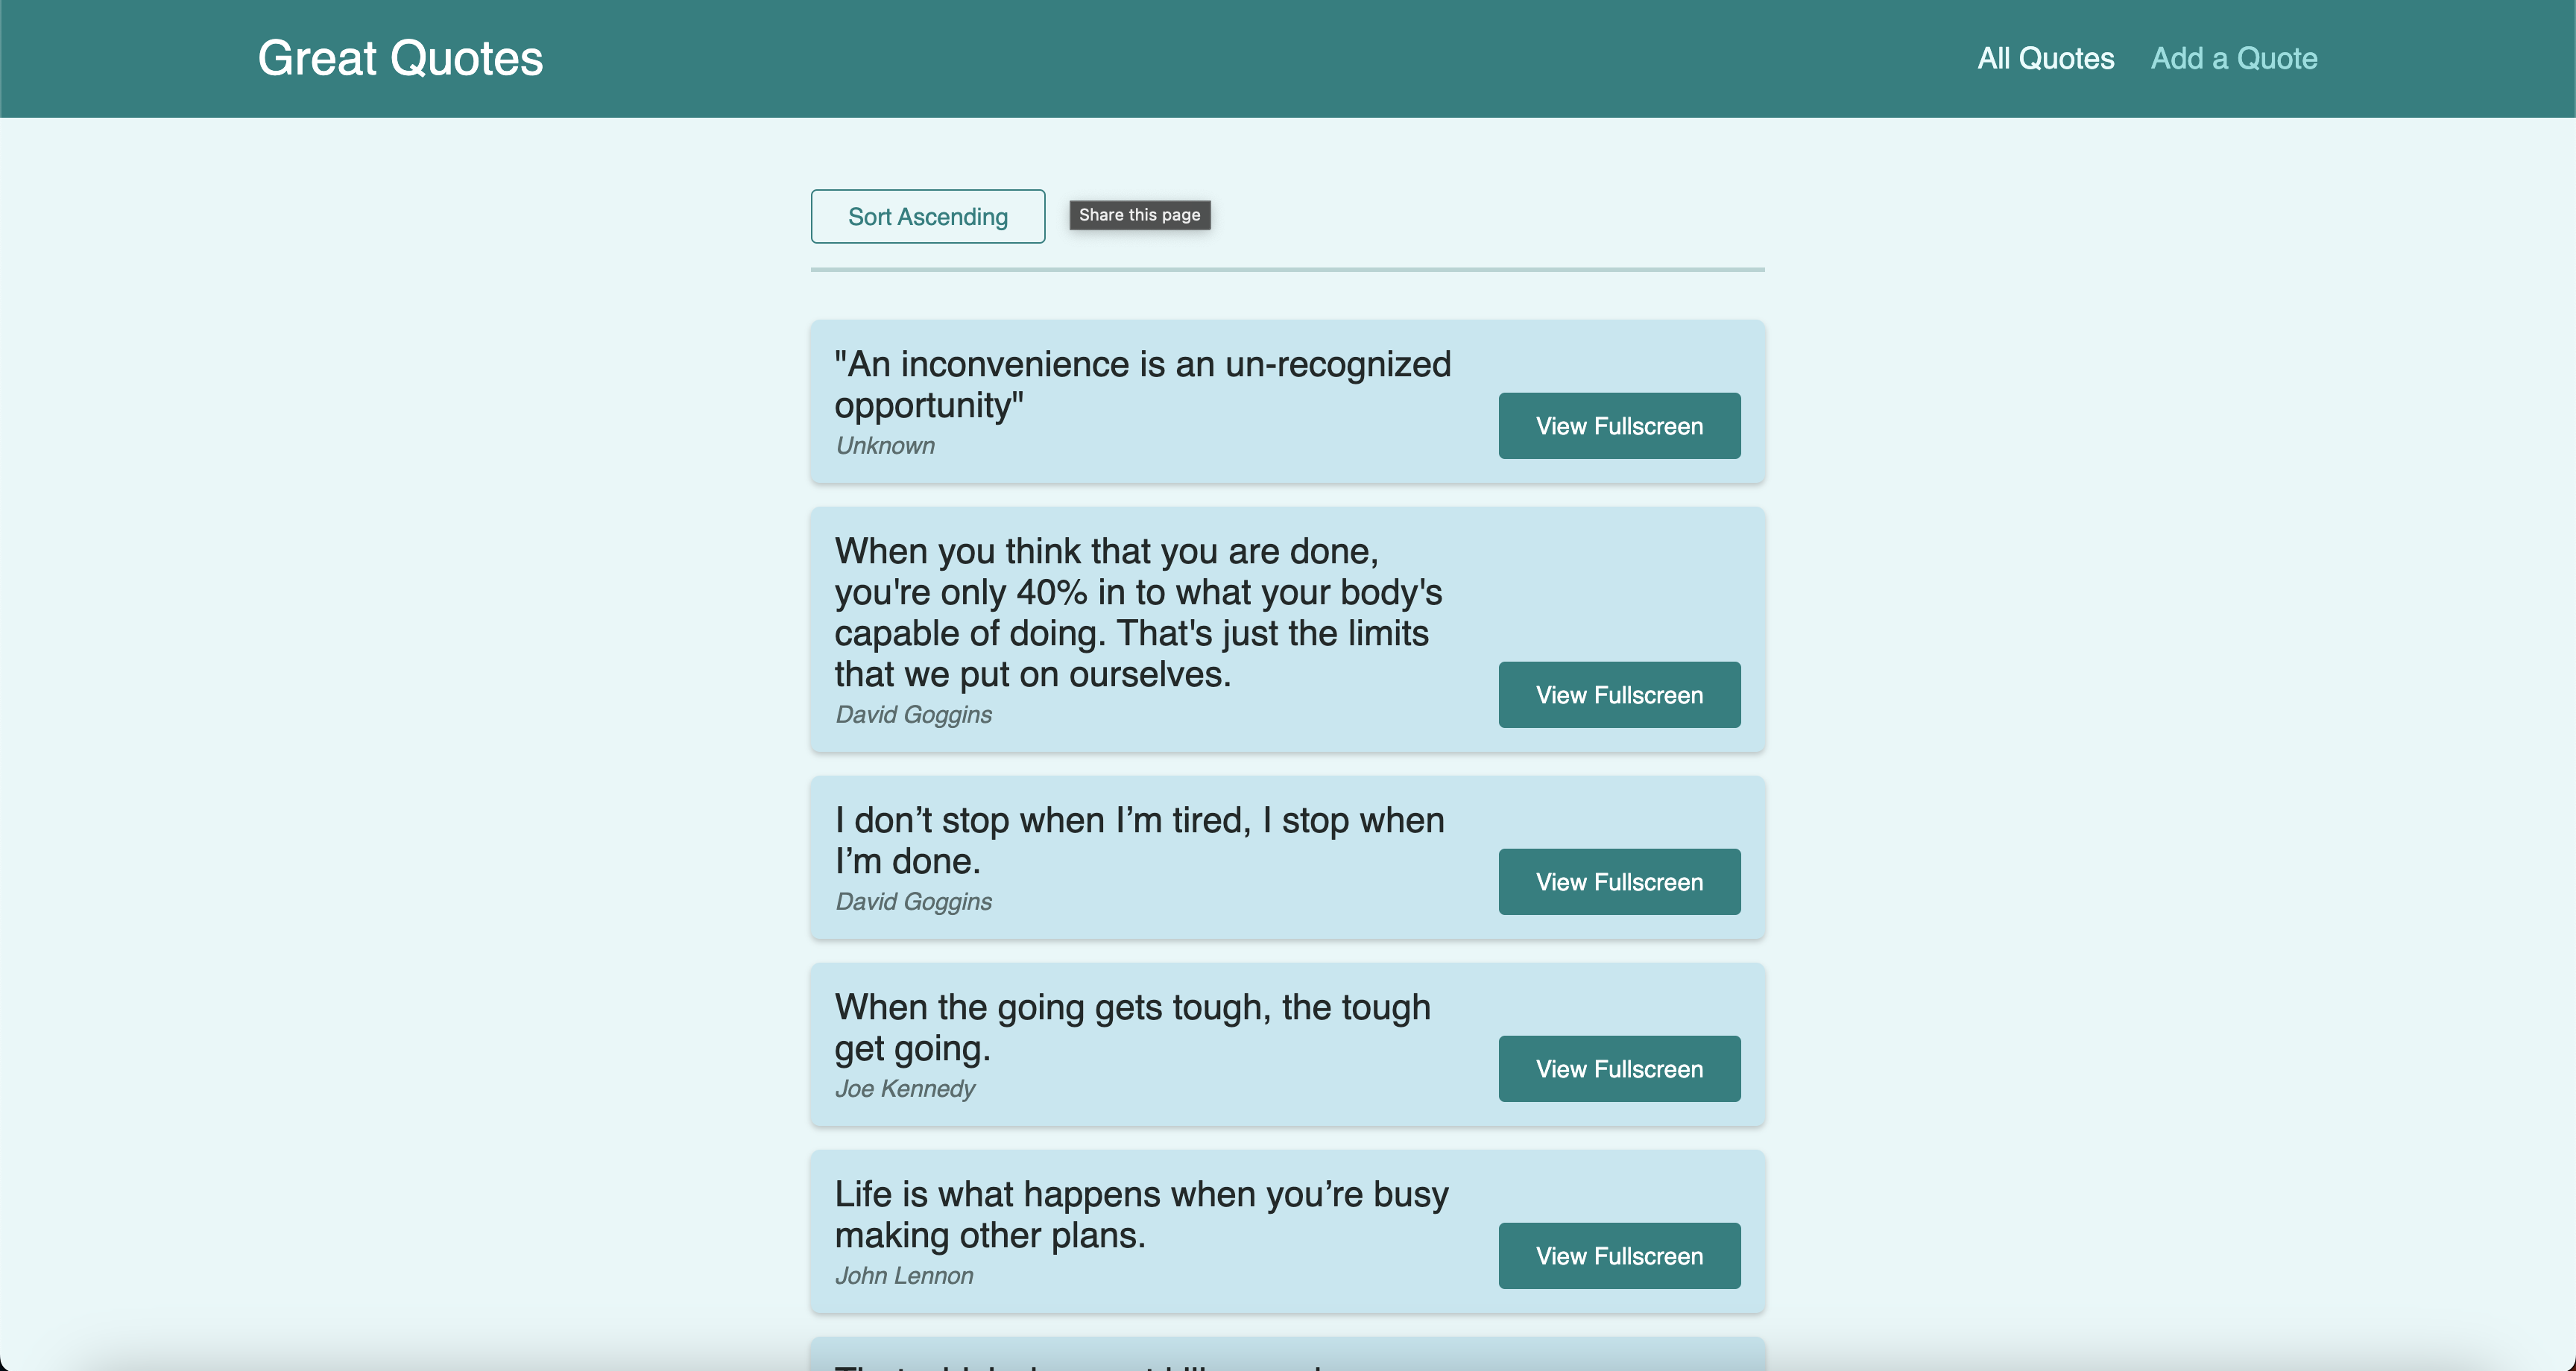 Great Quotes
All Quotes
Add a Quote
Sort Ascending
Share this page
"An inconvenience is an un-recognized
opportunity"
Unknown
View Fullscreen
When you think that you are done,
you're only 40% in to what your body's
capable of doing. That's just the limits
that we put on ourselves.
David Goggins
View Fullscreen
I don’t stop when I’m tired, I stop when
I’m done.
David Goggins
View Fullscreen
When the going gets tough, the tough
get going.
Joe Kennedy
View Fullscreen
Life is what happens when you’re busy
making other plans.
John Lennon
View Fullscreen